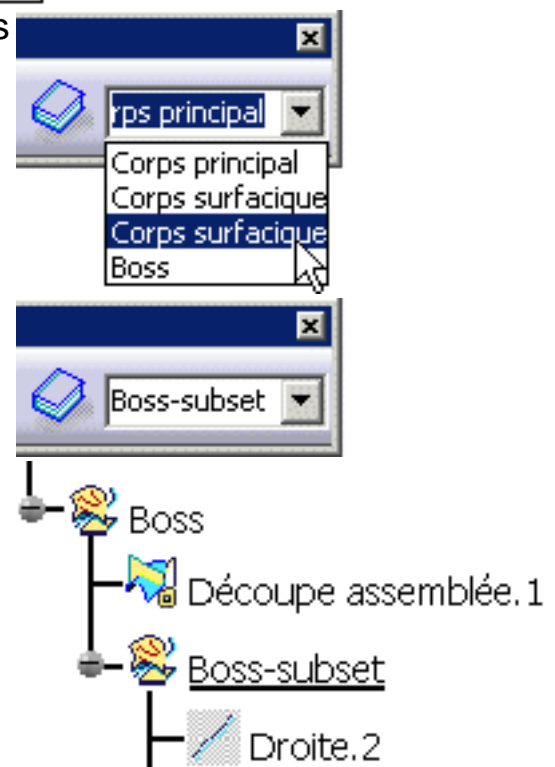 s
rps principal
Corps principal
Corps surfacique
Corps surfacique
Boss
Boss-subset
Boss
Découpe assemblée.1
Boss-subset
Droite.2